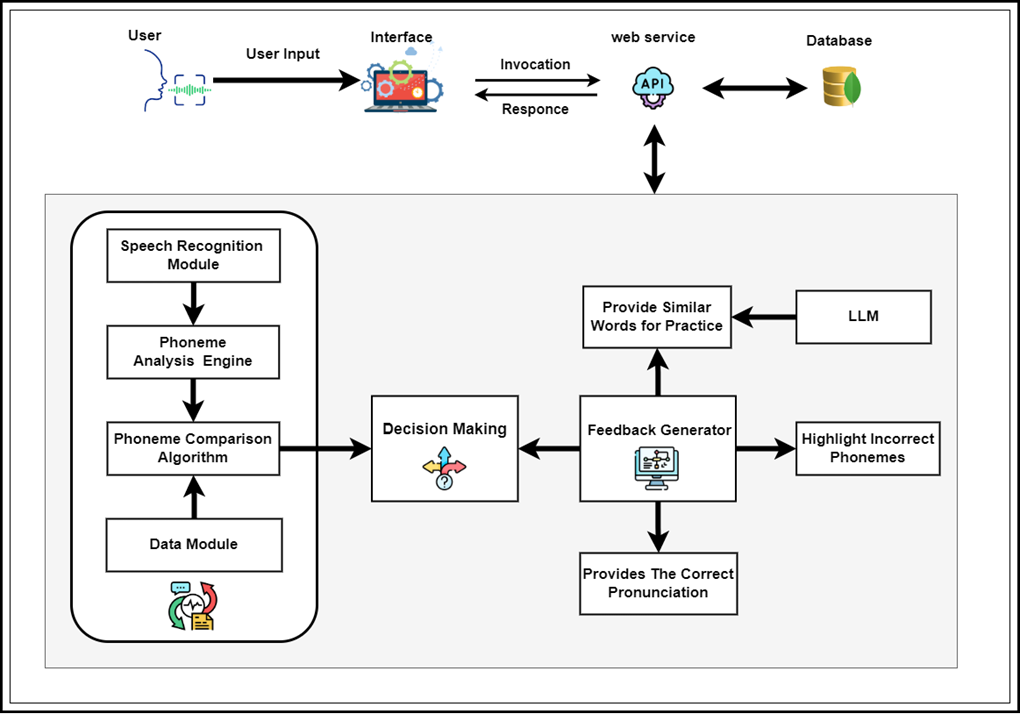 User
User Input
Interface
Invocation
Responce
web service
API
Database
Speech Recognition
Module
Phoneme
Analysis Engine
Phoneme Comparison
Algorithm
Data Module
Decision Making
?
Feedback Generator
Provide Similar
Words for Practice
LLM
Highlight Incorrect
Phonemes
Provides The Correct
Pronunciation